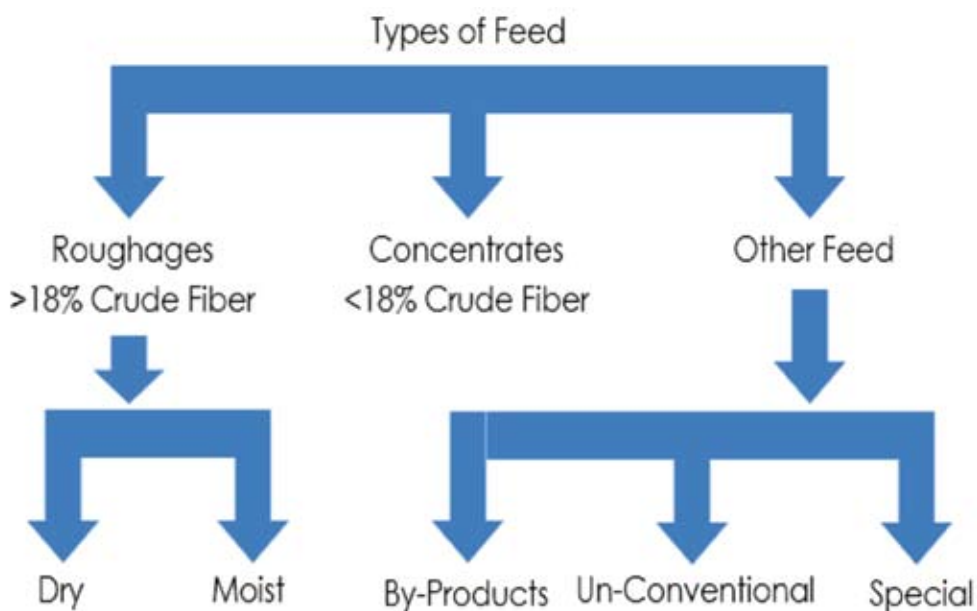 Types of Feed
Roughages
>18% Crude Fiber
Concentrates
<18% Crude Fiber
Other Feed
Dry
Moist
By-Products
Un-Conventional
Special